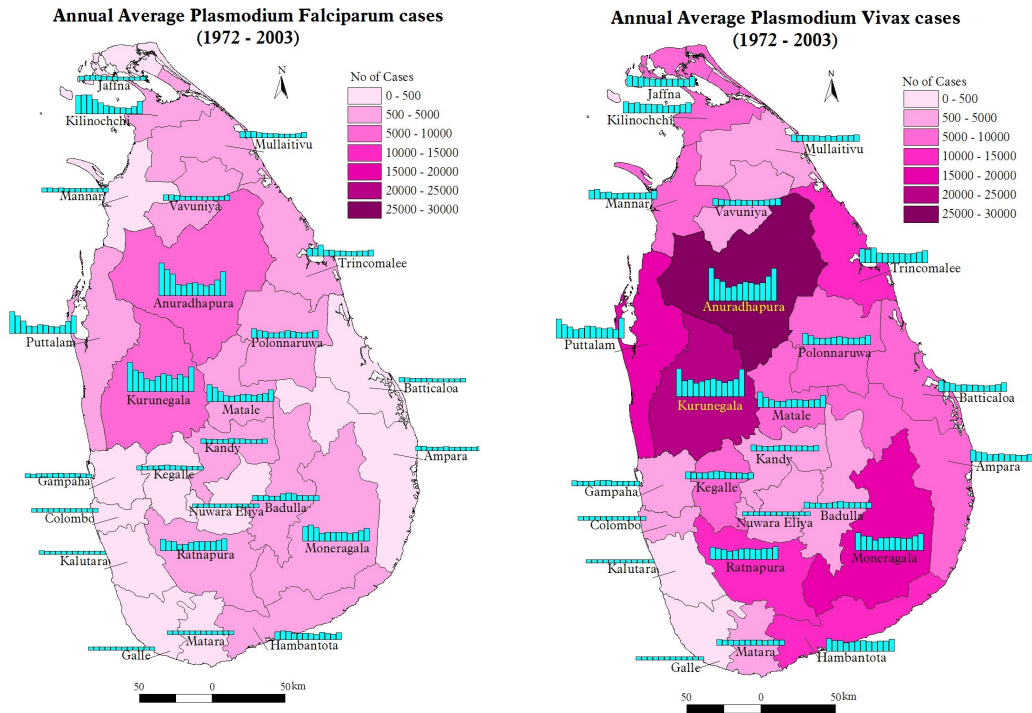 Annual Average Plasmodium Falciparum cases
(1972 - 2003)
N
No of Cases
0 - 500
500 - 5000
5000 - 10000
10000 - 15000
15000 - 20000
20000 - 25000
25000 - 30000
Jaffna
Kilinochchi
Mullaitivu
Mannar
Vavuniya
Trincomalee
Anuradhapura
Puttalam
Polonnaruwa
Kurunegala
Batticaloa
Matale
Kandy
Ampara
Kegalle
Gampaha
Nuwara Eliya
Badulla
Colombo
Moneragala
Ratnapura
Kalutara
Matara
Hambantota
Galle
50 0 50km
Annual Average Plasmodium Vivax cases
(1972 - 2003)
N
No of Cases
0 - 500
500 - 5000
5000 - 10000
10000 - 15000
15000 - 20000
20000 - 25000
25000 - 30000
Jaffna
Kilinochchi
Mullaitivu
Mannar
Vavuniya
Trincomalee
Anuradhapura
Puttalam
Polonnaruwa
Kurunegala
Batticaloa
Matale
Kandy
Ampara
Kegalle
Gampaha
Nuwara Eliya
Badulla
Colombo
Moneragala
Ratnapura
Kalutara
Matara
Hambantota
Galle
50 0 50km